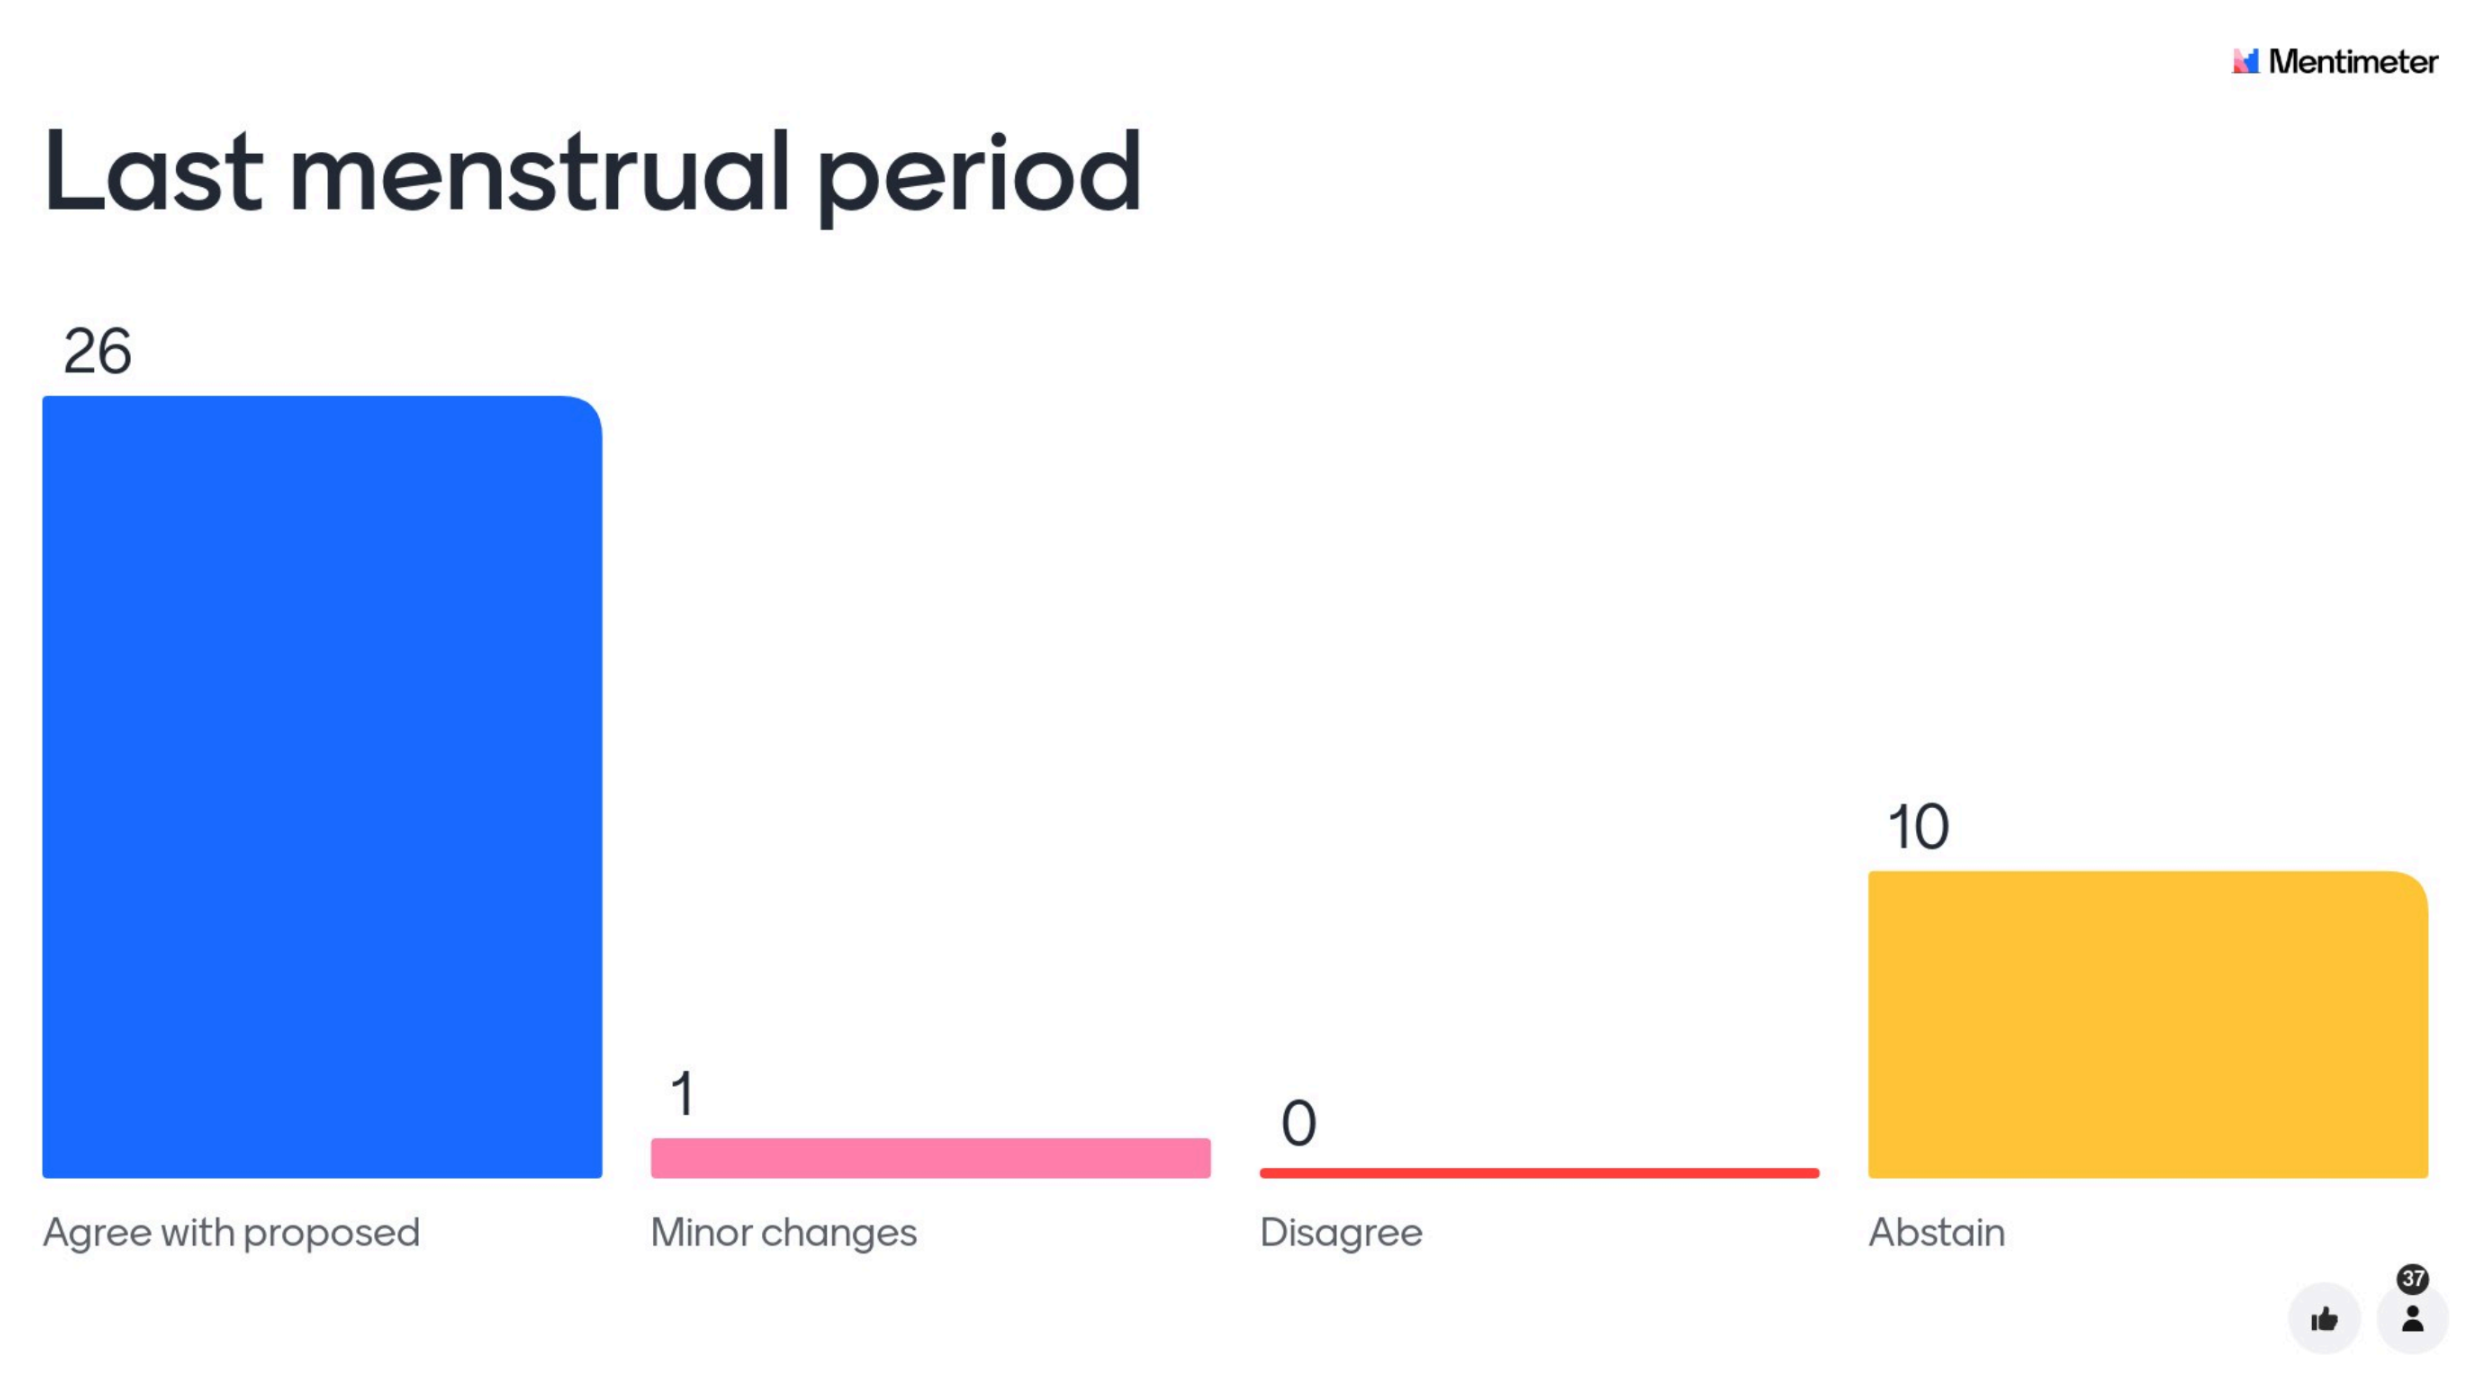 Mentimeter
Last menstrual period
26
1
0
10
Agree with proposed
Minor changes
Disagree
Abstain
37